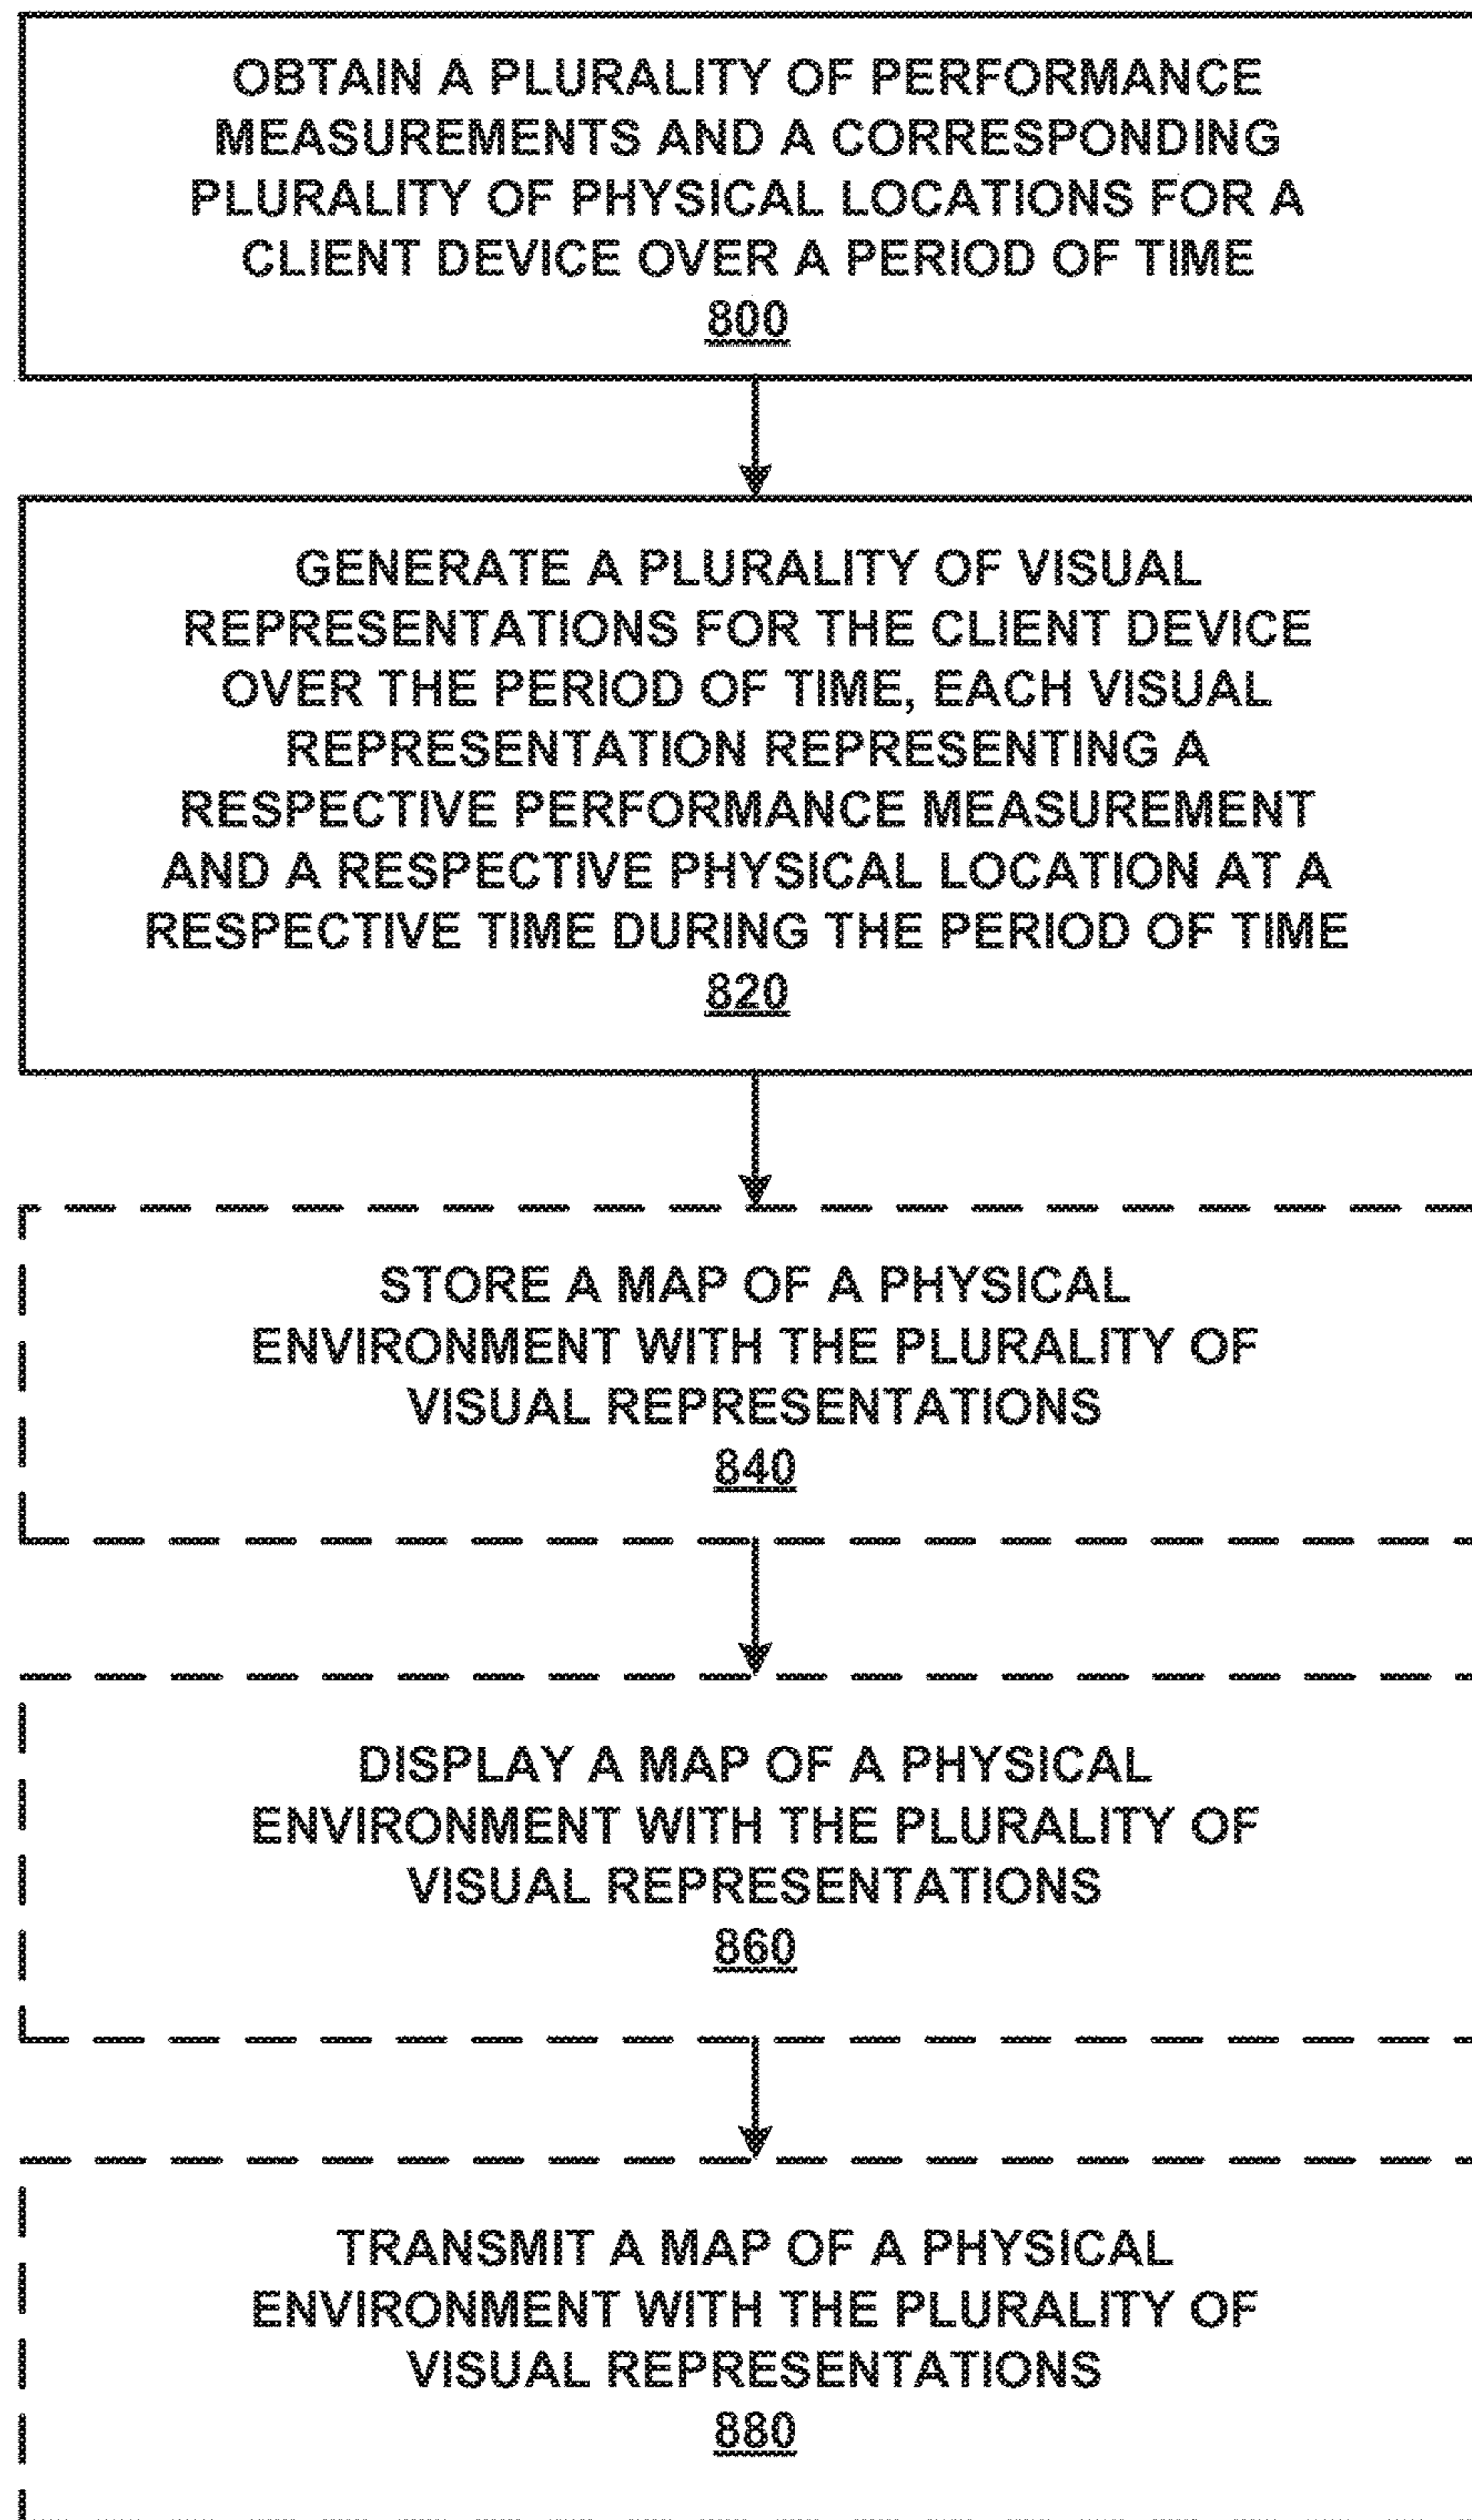 OBTAIN A PLURALITY OF PERFORMANCE
MEASUREMENTS AND A CORRESPONDING
PLURALITY OF PHYSICAL LOCATIONS FOR A
CLIENT DEVICE OVER A PERIOD OF TIME
800
GENERATE A PLURALITY OF VISUAL
REPRESENTATIONS FOR THE CLIENT DEVICE
OVER THE PERIOD OF TIME, EACH VISUAL
REPRESENTATION REPRESENTING A
RESPECTIVE PERFORMANCE MEASUREMENT
AND A RESPECTIVE PHYSICAL LOCATION AT A
RESPECTIVE TIME DURING THE PERIOD OF TIME
820
STORE A MAP OF A PHYSICAL
ENVIRONMENT WITH THE PLURALITY OF
VISUAL REPRESENTATIONS
840
DISPLAY A MAP OF A PHYSICAL
ENVIRONMENT WITH THE PLURALITY OF
VISUAL REPRESENTATIONS
860
TRANSMIT A MAP OF A PHYSICAL
ENVIRONMENT WITH THE PLURALITY OF
VISUAL REPRESENTATIONS
880